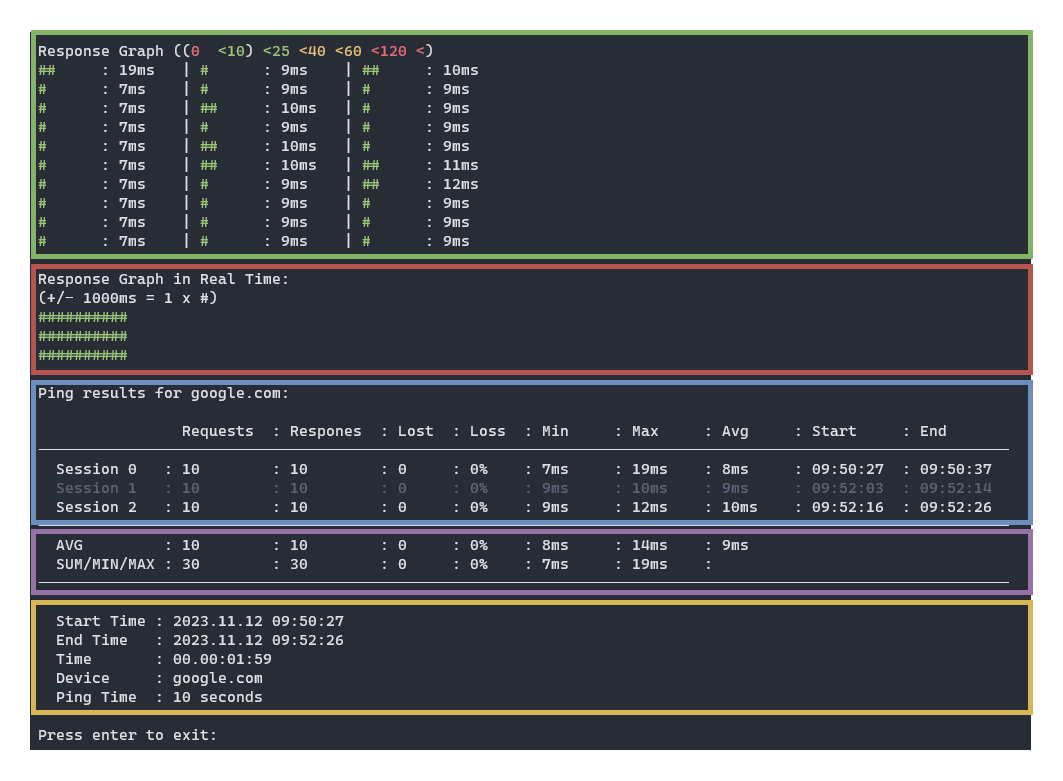 Response Graph ((0  <10) <25 <40 <60 <120 <)
##     : 19ms   | #      : 9ms    | ##     : 10ms
#      : 7ms    | #      : 9ms    | #      : 9ms
#      : 7ms    | ##     : 10ms   | #      : 9ms
#      : 7ms    | #      : 9ms    | #      : 9ms
#      : 7ms    | ##     : 10ms   | #      : 9ms
#      : 7ms    | ##     : 10ms   | ##     : 11ms
#      : 7ms    | #      : 9ms    | ##     : 12ms
#      : 7ms    | #      : 9ms    | #      : 9ms
#      : 7ms    | #      : 9ms    | #      : 9ms
#      : 7ms    | #      : 9ms    | #      : 9ms
Response Graph in Real Time:
(+/- 1000ms = 1 x #)
##########
##########
##########
Ping results for google.com:
Requests  : Respones  : Lost  : Loss  : Min     : Max     : Avg     : Start     : End
Session 0   : 10        : 10        : 0     : 0%    : 7ms     : 19ms    : 8ms     : 09:50:27  : 09:50:37
Session 1   : 10        : 10        : 0     : 0%    : 9ms     : 10ms    : 9ms     : 09:52:03  : 09:52:14
Session 2   : 10        : 10        : 0     : 0%    : 9ms     : 12ms    : 10ms    : 09:52:16  : 09:52:26
AVG         : 10        : 10        : 0     : 0%    : 8ms     : 14ms    : 9ms
SUM/MIN/MAX : 30        : 30        : 0     : 0%    : 7ms     : 19ms    :
Start Time : 2023.11.12 09:50:27
End Time   : 2023.11.12 09:52:26
Time       : 00.00:01:59
Device     : google.com
Ping Time  : 10 seconds
Press enter to exit: